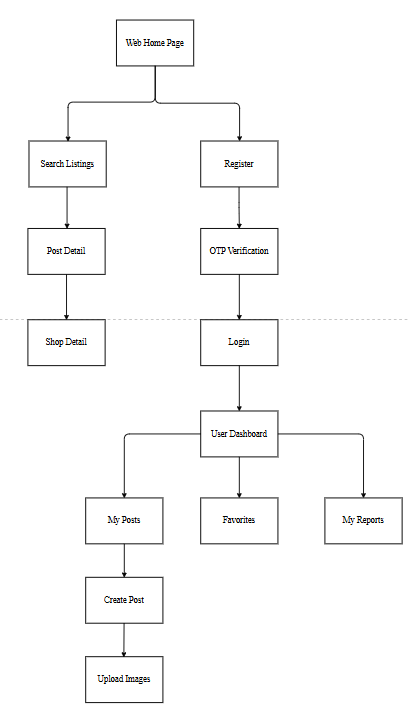 Web Home Page
Search Listings
Register
Post Detail
OTP Verification
Shop Detail
Login
User Dashboard
My Posts
Favorites
My Reports
Create Post
Upload Images